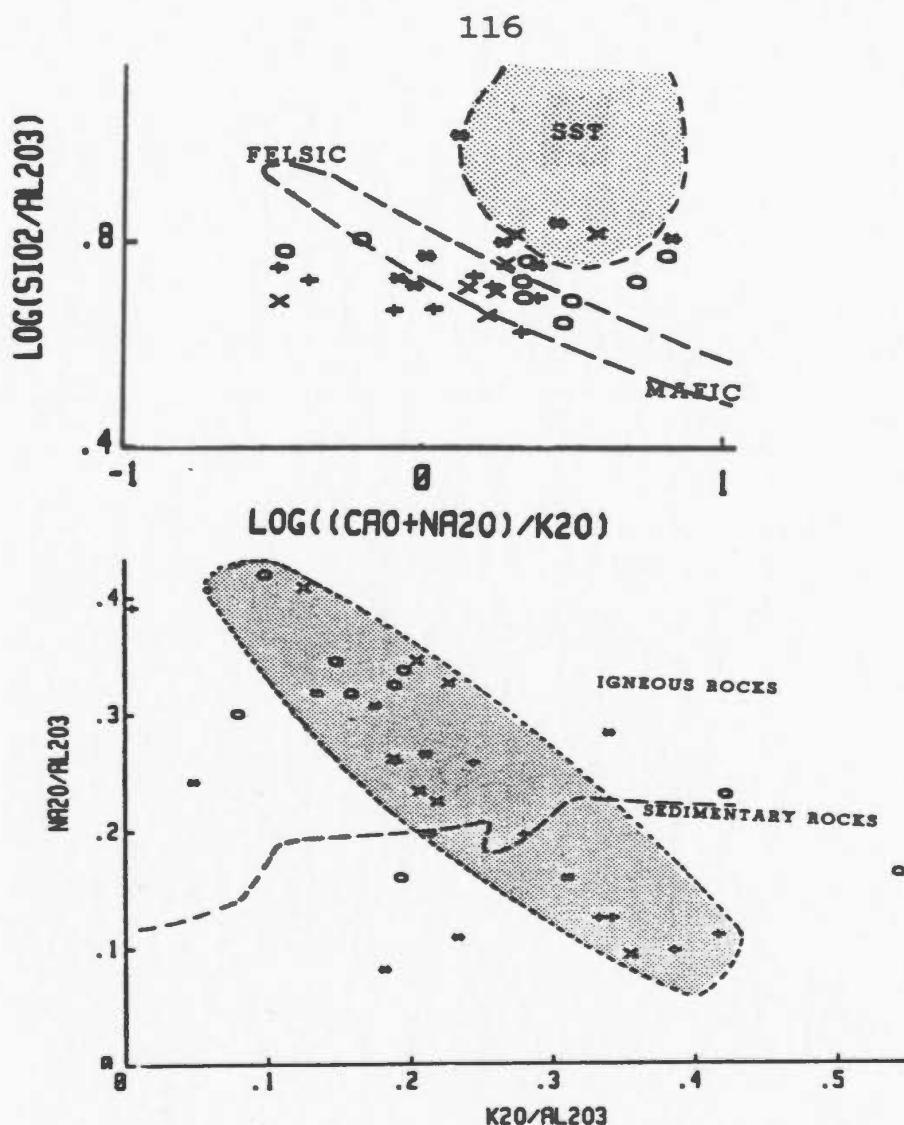 116
LOG(SIO2/AL2O3)
SST
FELSIC
.8
MAFIC
.4
-1 0 1
LOG((CAO+NA2O)/K2O)
.4
IGNEOUS ROCKS
.3
NA2O/AL2O3
SEDIMENTARY ROCKS
.2
.1
0
0 .1 .2 .3 .4 .5
K2O/AL2O3